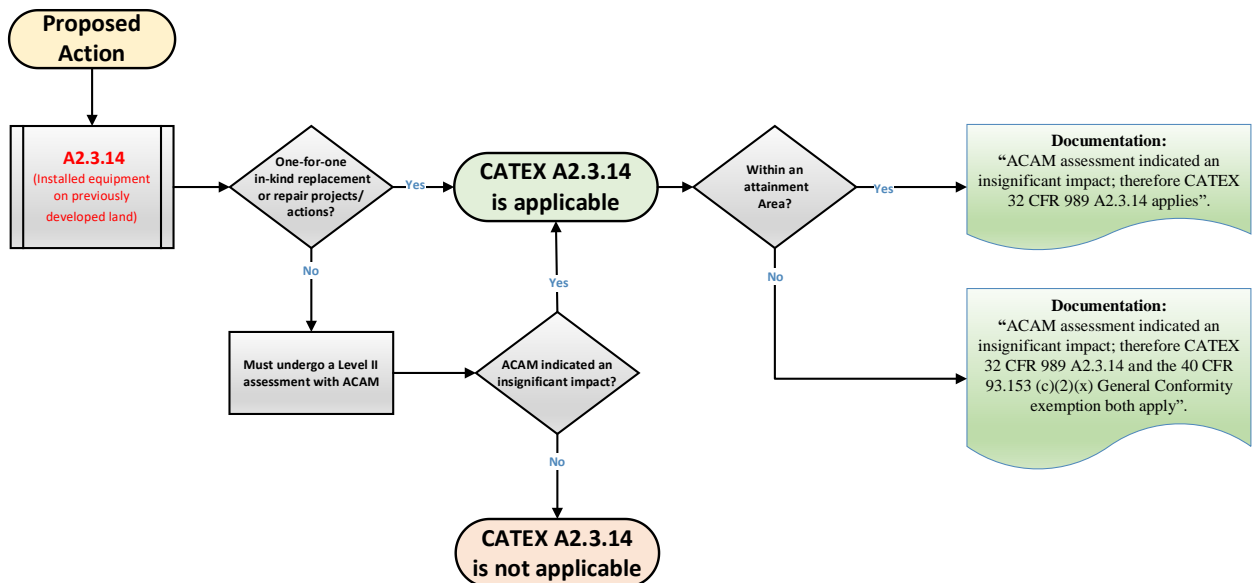 Proposed
Action
A2.3.14
(Installed equipment
on previously
developed land)
One-for-one
in-kind replacement
or repair projects/
actions?
Yes
CATEX A2.3.14
is applicable
Within an
attainment
Area?
Yes
Documentation:
“ACAM assessment indicated an
insignificant impact; therefore CATEX
32 CFR 989 A2.3.14 applies”.
No
Must undergo a Level II
assessment with ACAM
Yes
ACAM indicated an
insignificant impact?
No
Documentation:
“ACAM assessment indicated an
insignificant impact; therefore CATEX
32 CFR 989 A2.3.14 and the 40 CFR
93.153 (c)(2)(x) General Conformity
exemption both apply”.
No
CATEX A2.3.14
is not applicable